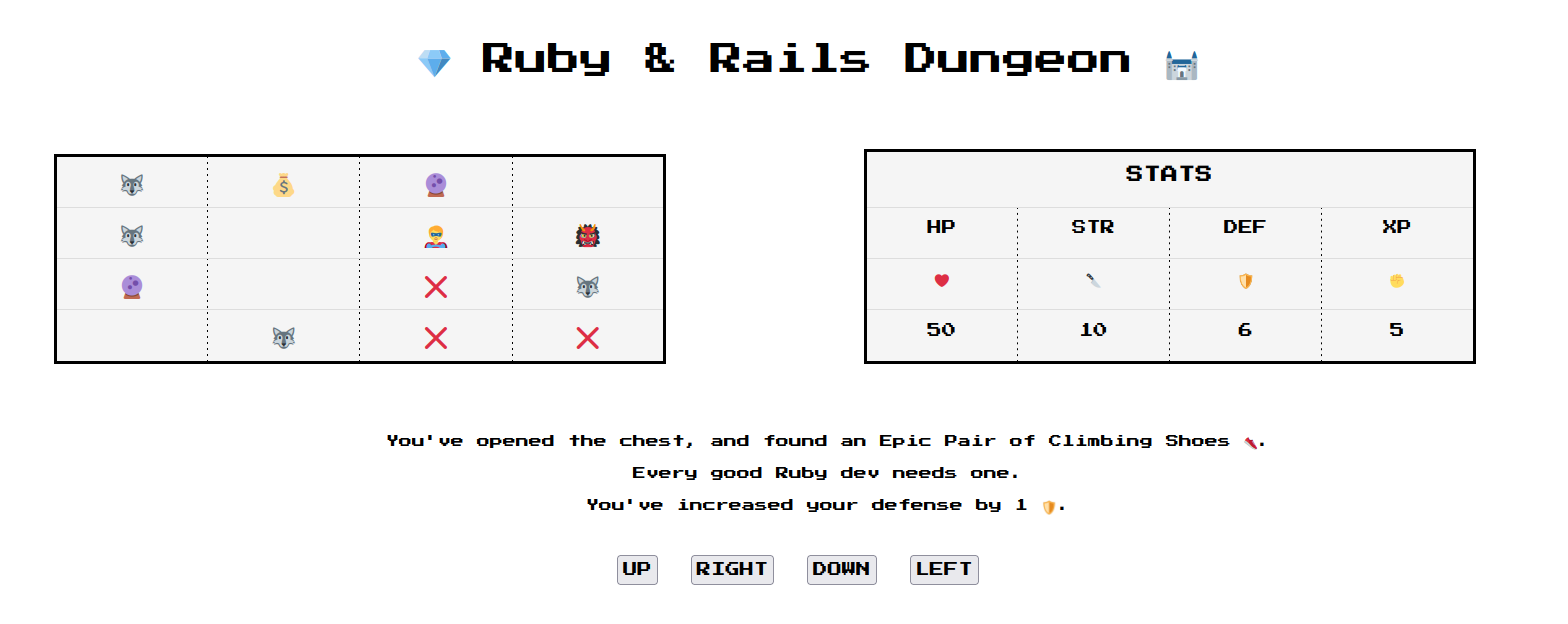 💎 Ruby & Rails Dungeon 🏰
STATS
HP STR DEF XP
50 10 6 5
You've opened the chest, and found an Epic Pair of Climbing Shoes 👠.
Every good Ruby dev needs one.
You've increased your defense by 1 🛡.
UP RIGHT DOWN LEFT